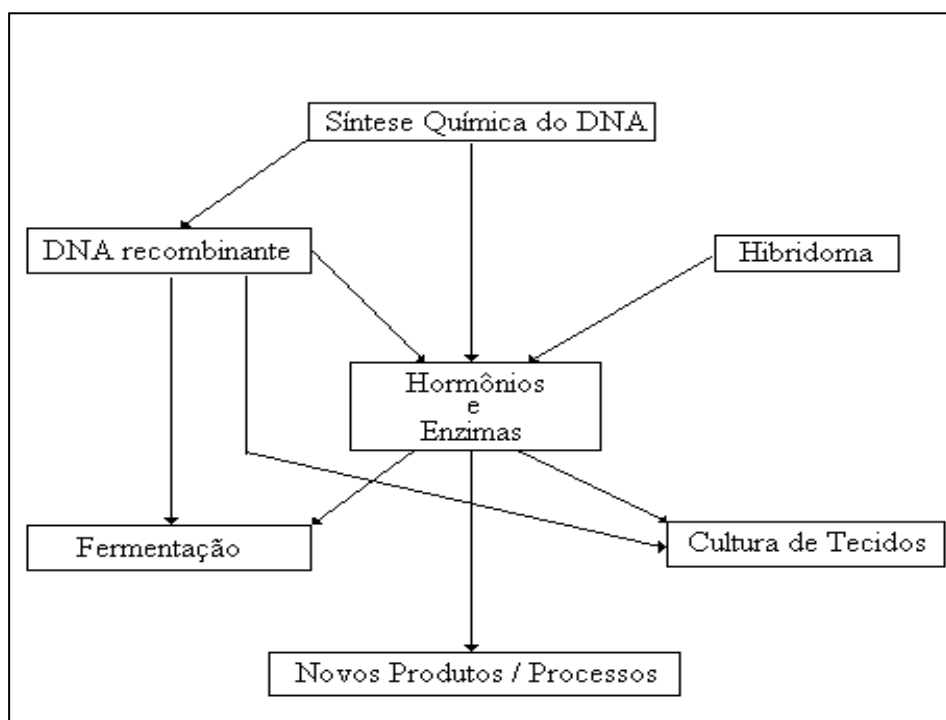 Síntese Química do DNA
DNA recombinante
Hibridoma
Hormônios
e
Enzimas
Fermentação
Cultura de Tecidos
Novos Produtos / Processos